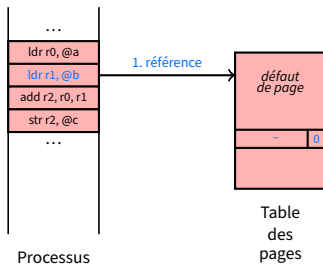 ...
ldr r0, @a
ldr r1, @b
add r2, r0, r1
str r2, @c
...
Processus
1. référence
défaut
de page
– 0
Table
des
pages